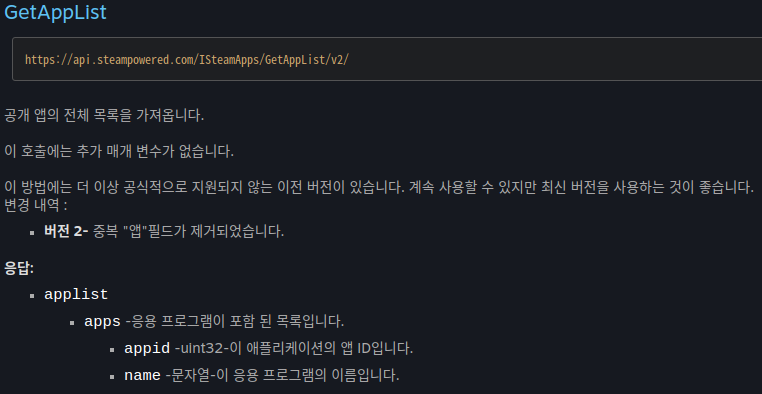 GetAppList
https://api.steampowered.com/ISteamApps/GetAppList/v2/
공개 앱의 전체 목록을 가져옵니다.
이 호출에는 추가 매개 변수가 없습니다.
이 방법에는 더 이상 공식적으로 지원되지 않는 이전 버전이 있습니다. 계속 사용할 수 있지만 최신 버전을 사용하는 것이 좋습니다.
변경 내역 :
버전 2- 중복 "앱"필드가 제거되었습니다.
응답:
applist
apps -응용 프로그램이 포함 된 목록입니다.
appid -uint32-이 애플리케이션의 앱 ID입니다.
name -문자열-이 응용 프로그램의 이름입니다.